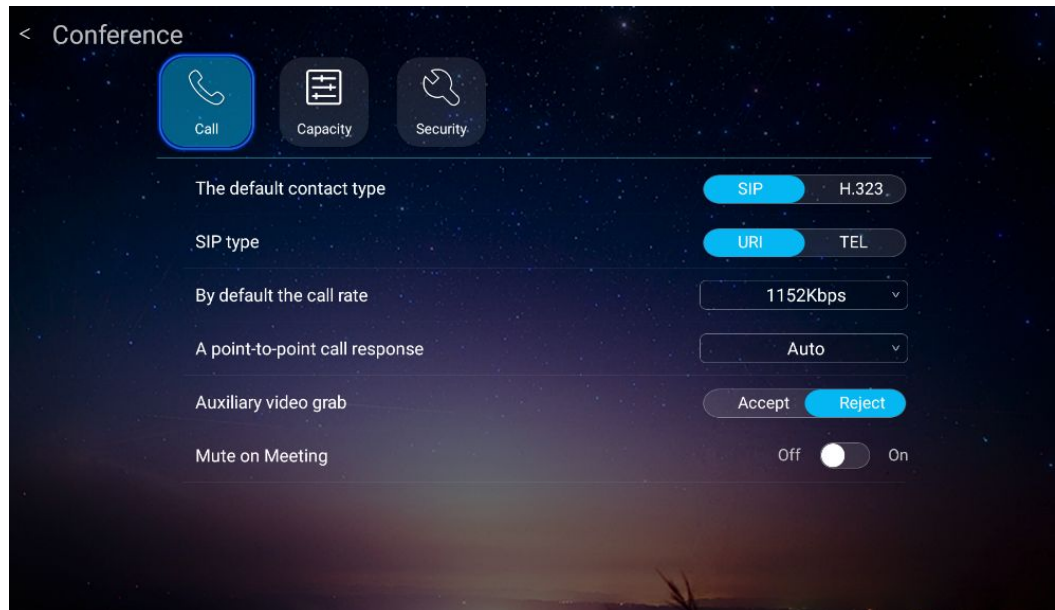 < Conference
Call Capacity Security
The default contact type SIP H.323
SIP type URI TEL
By default the call rate 1152Kbps
A point-to-point call response Auto
Auxiliary video grab Accept Reject
Mute on Meeting Off On